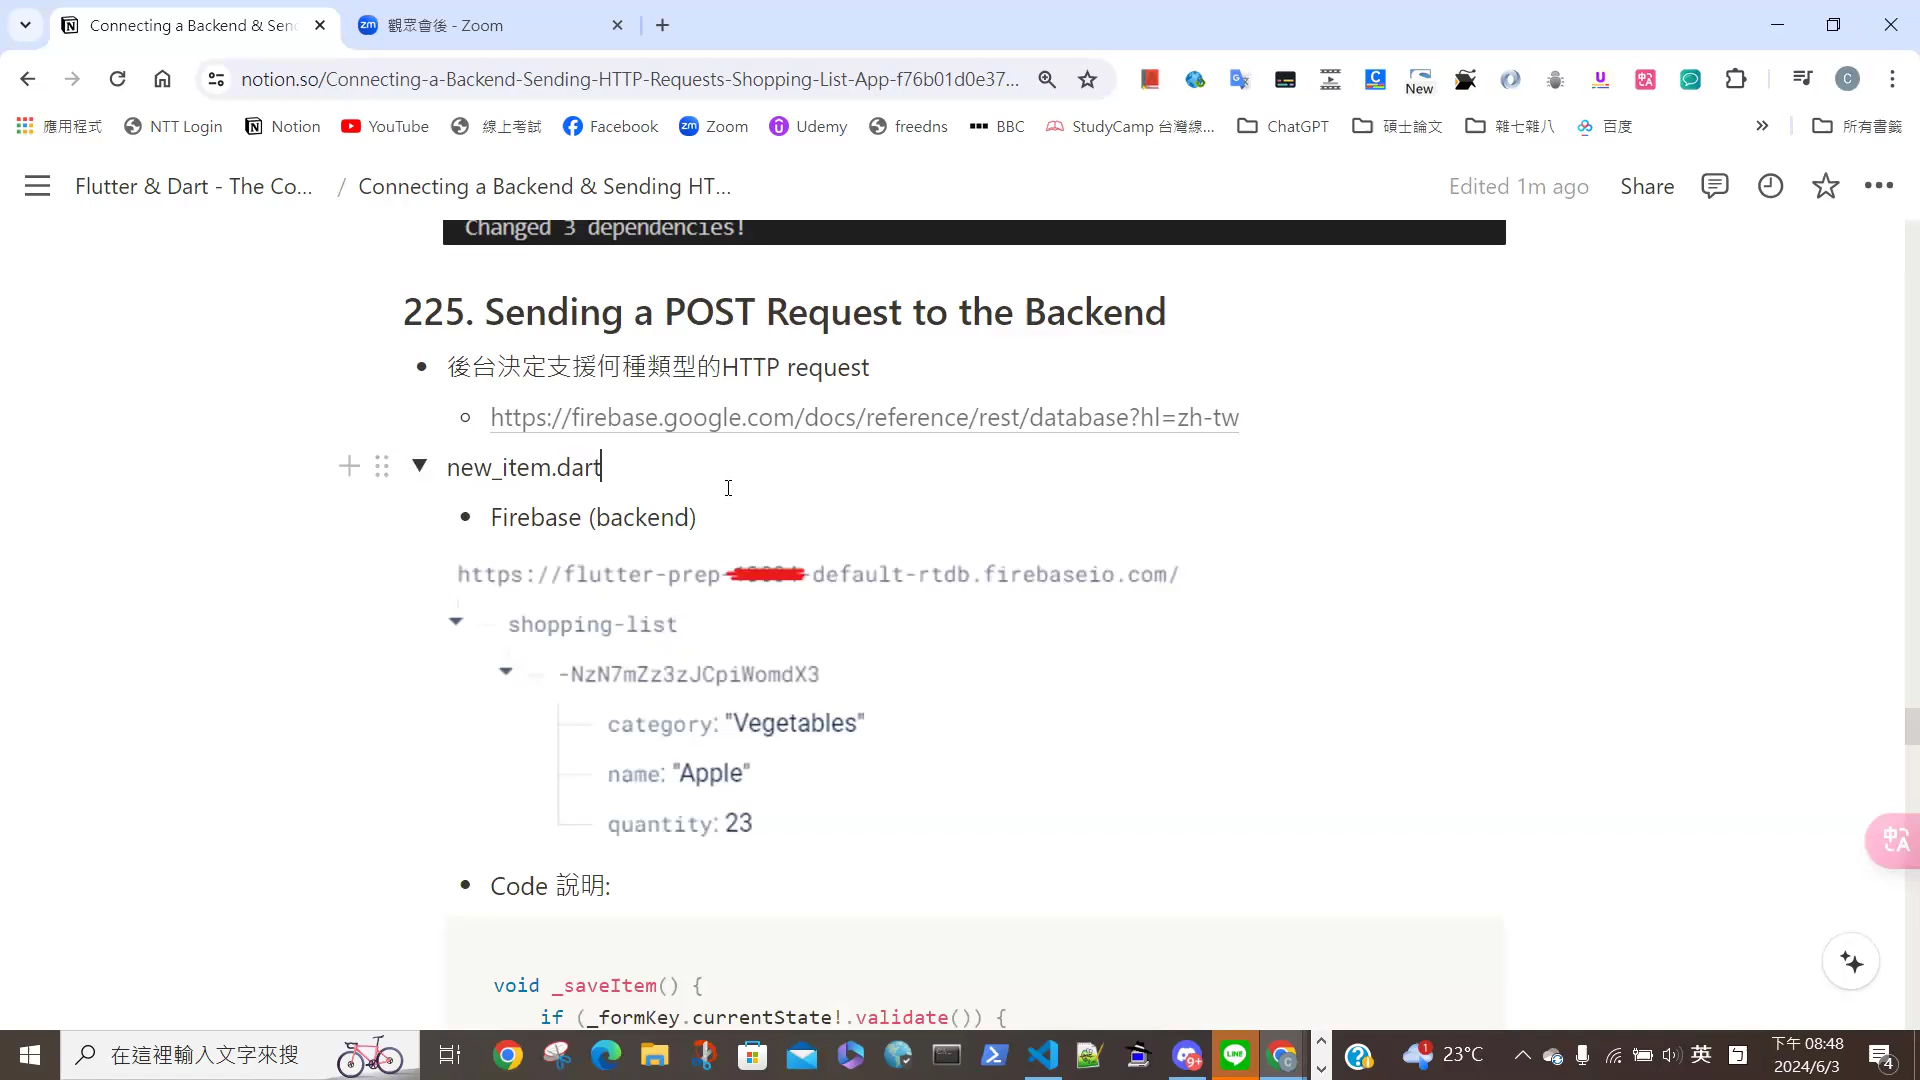 Connecting a Backend & Sen
觀眾會後 - Zoom
notion.so/Connecting-a-Backend-Sending-HTTP-Requests-Shopping-List-App-f76b01d0e37...
New
C
應用程式
NTT Login
Notion
YouTube
線上考試
Facebook
Zoom
Udemy
freedns
BBC
StudyCamp 台灣線...
ChatGPT
碩士論文
雜七雜八
百度
所有書籤
Flutter & Dart - The Co... / Connecting a Backend & Sending HT...
Edited 1m ago
Share
Changed 3 dependencies!
225. Sending a POST Request to the Backend
後台決定支援何種類型的HTTP request
https://firebase.google.com/docs/reference/rest/database?hl=zh-tw
new_item.dart
Firebase (backend)
https://flutter-prep- -default-rtdb.firebaseio.com/
shopping-list
-NzN7mZz3zJCpiWomdX3
category: "Vegetables"
name: "Apple"
quantity: 23
Code 說明:
void _saveItem() {
if (_formKey.currentState!.validate()) {
在這裡輸入文字來搜
LINE
9+
1
23°C
英
下午 08:48
2024/6/3
4